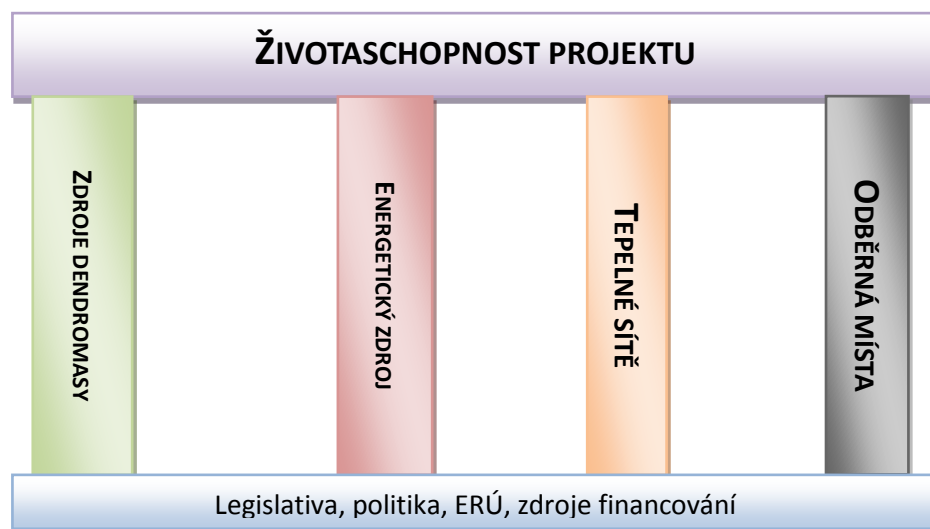 ŽIVOTASCHOPNOST PROJEKTU
ZDROJE DENDROMASY
ENERGETICKÝ ZDROJ
TEPELNÉ SÍTĚ
ODBĚRNÁ MÍSTA
Legislativa, politika, ERÚ, zdroje financování